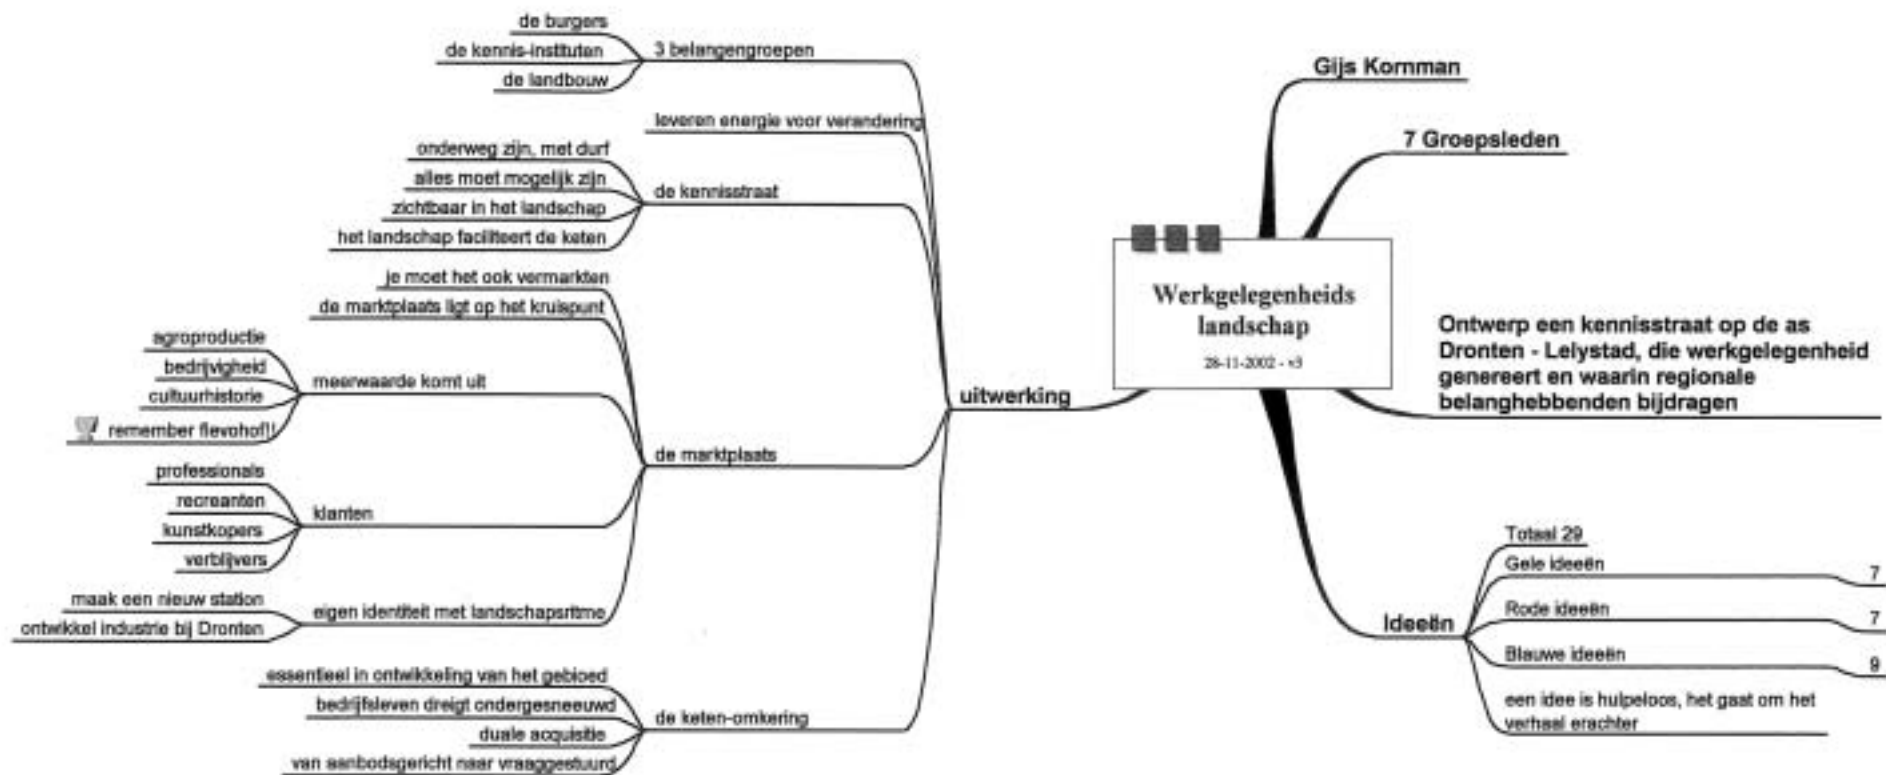 Werkgelegenheids
landschap
28-11-2002 - v3
Gijs Kornman
7 Groepsleden
Ontwerp een kennisstraat op de as
Dronten - Lelystad, die werkgelegenheid
genereert en waarin regionale
belanghebbenden bijdragen
Ideeën
Totaal 29
Gele ideeën 7
Rode ideeën 7
Blauwe ideeën 9
een idee is hulpeloos, het gaat om het
verhaal erachter
uitwerking
3 belangengroepen
de burgers
de kennis-instituten
de landbouw
leveren energie voor verandering
de kennisstraat
onderweg zijn, met durf
alles moet mogelijk zijn
zichtbaar in het landschap
het landschap faciliteert de keten
de marktplaats
je moet het ook vermarkten
de marktplaats ligt op het kruispunt
meerwaarde komt uit
agroproductie
bedrijvigheid
cultuurhistorie
remember flevohof!!
klanten
professionals
recreanten
kunstkopers
verblijvers
eigen identiteit met landschapsritme
maak een nieuw station
ontwikkel industrie bij Dronten
de keten-omkering
essentieel in ontwikkeling van het gebioed
bedrijfsleven dreigt ondergesneeuwd
duale acquisitie
van aanbodsgericht naar vraaggestuurd